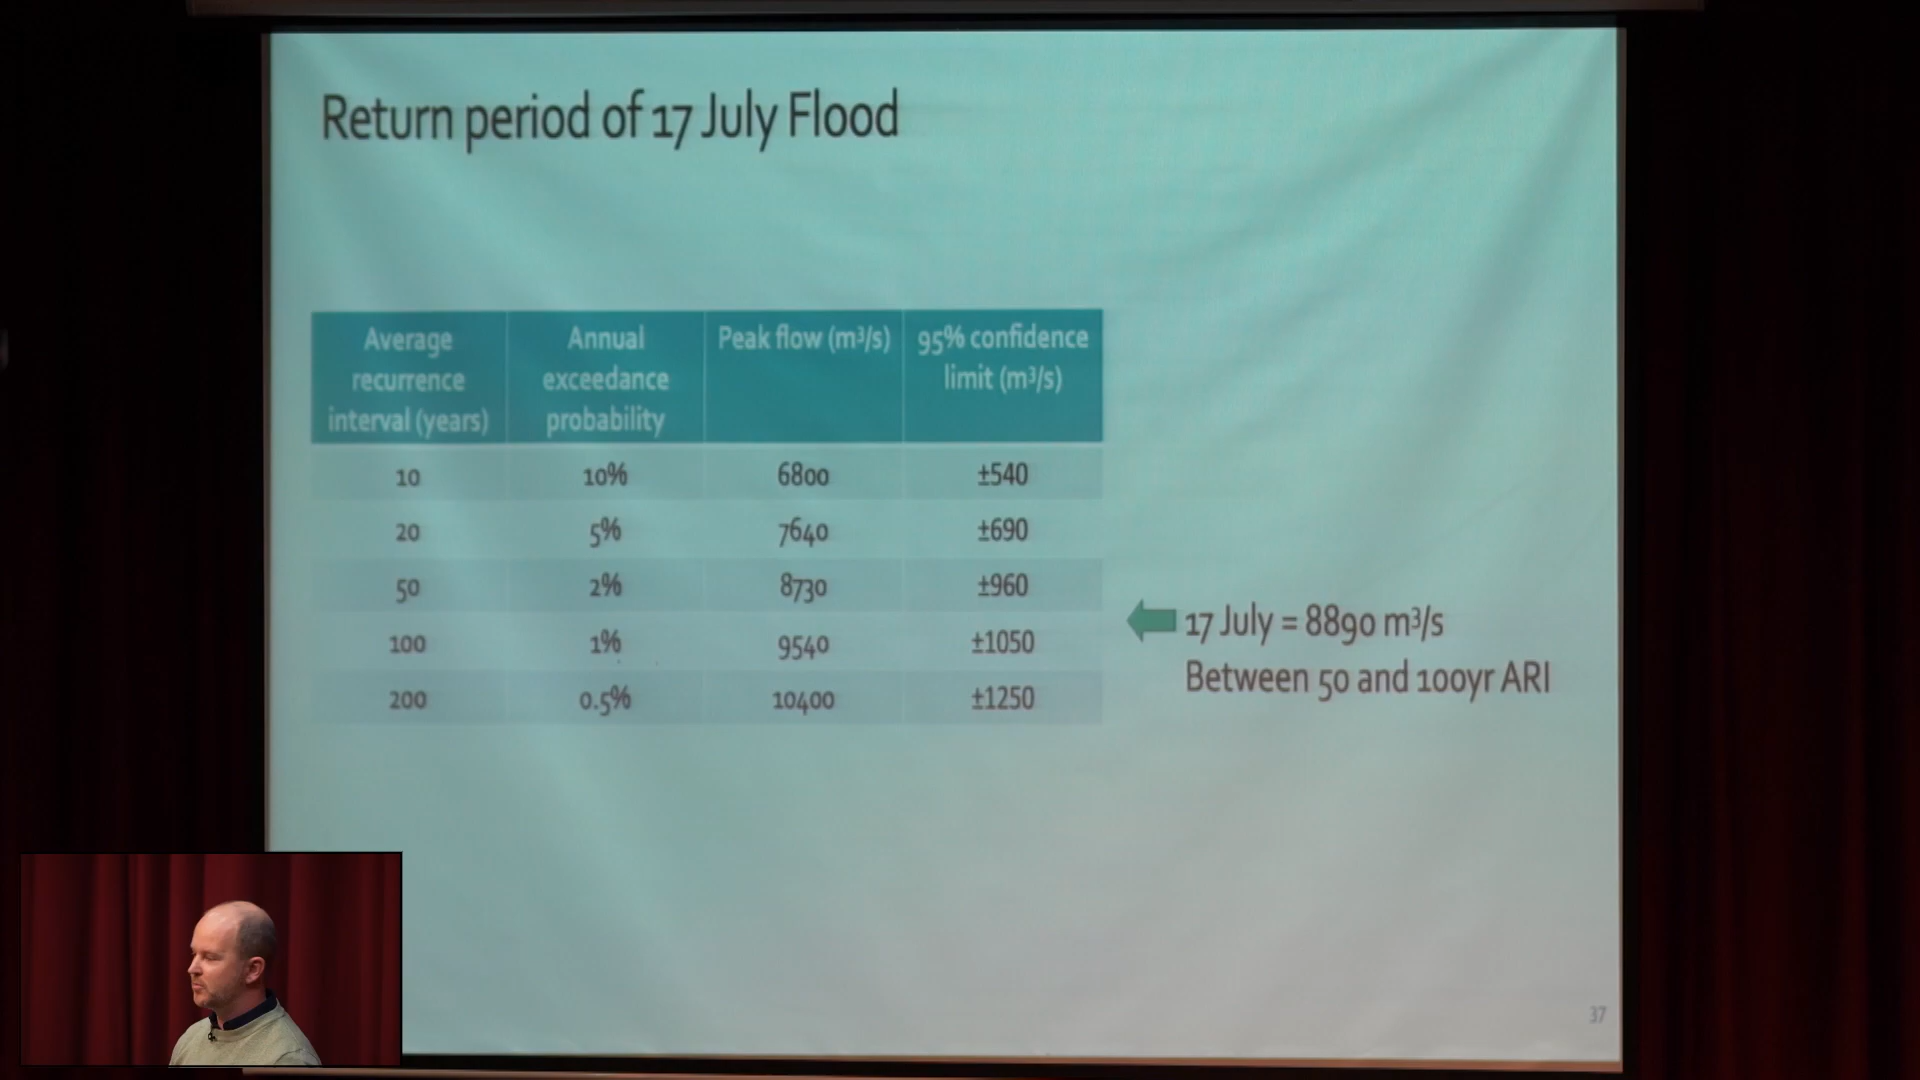 Return period of 17 July Flood
Average recurrence interval (years) Annual exceedance probability Peak flow (m³/s) 95% confidence limit (m³/s)
10 10% 6800 ±540
20 5% 7640 ±690
50 2% 8730 ±960
100 1% 9540 ±1050
200 0.5% 10400 ±1250
17 July = 8890 m³/s
Between 50 and 100yr ARI
37